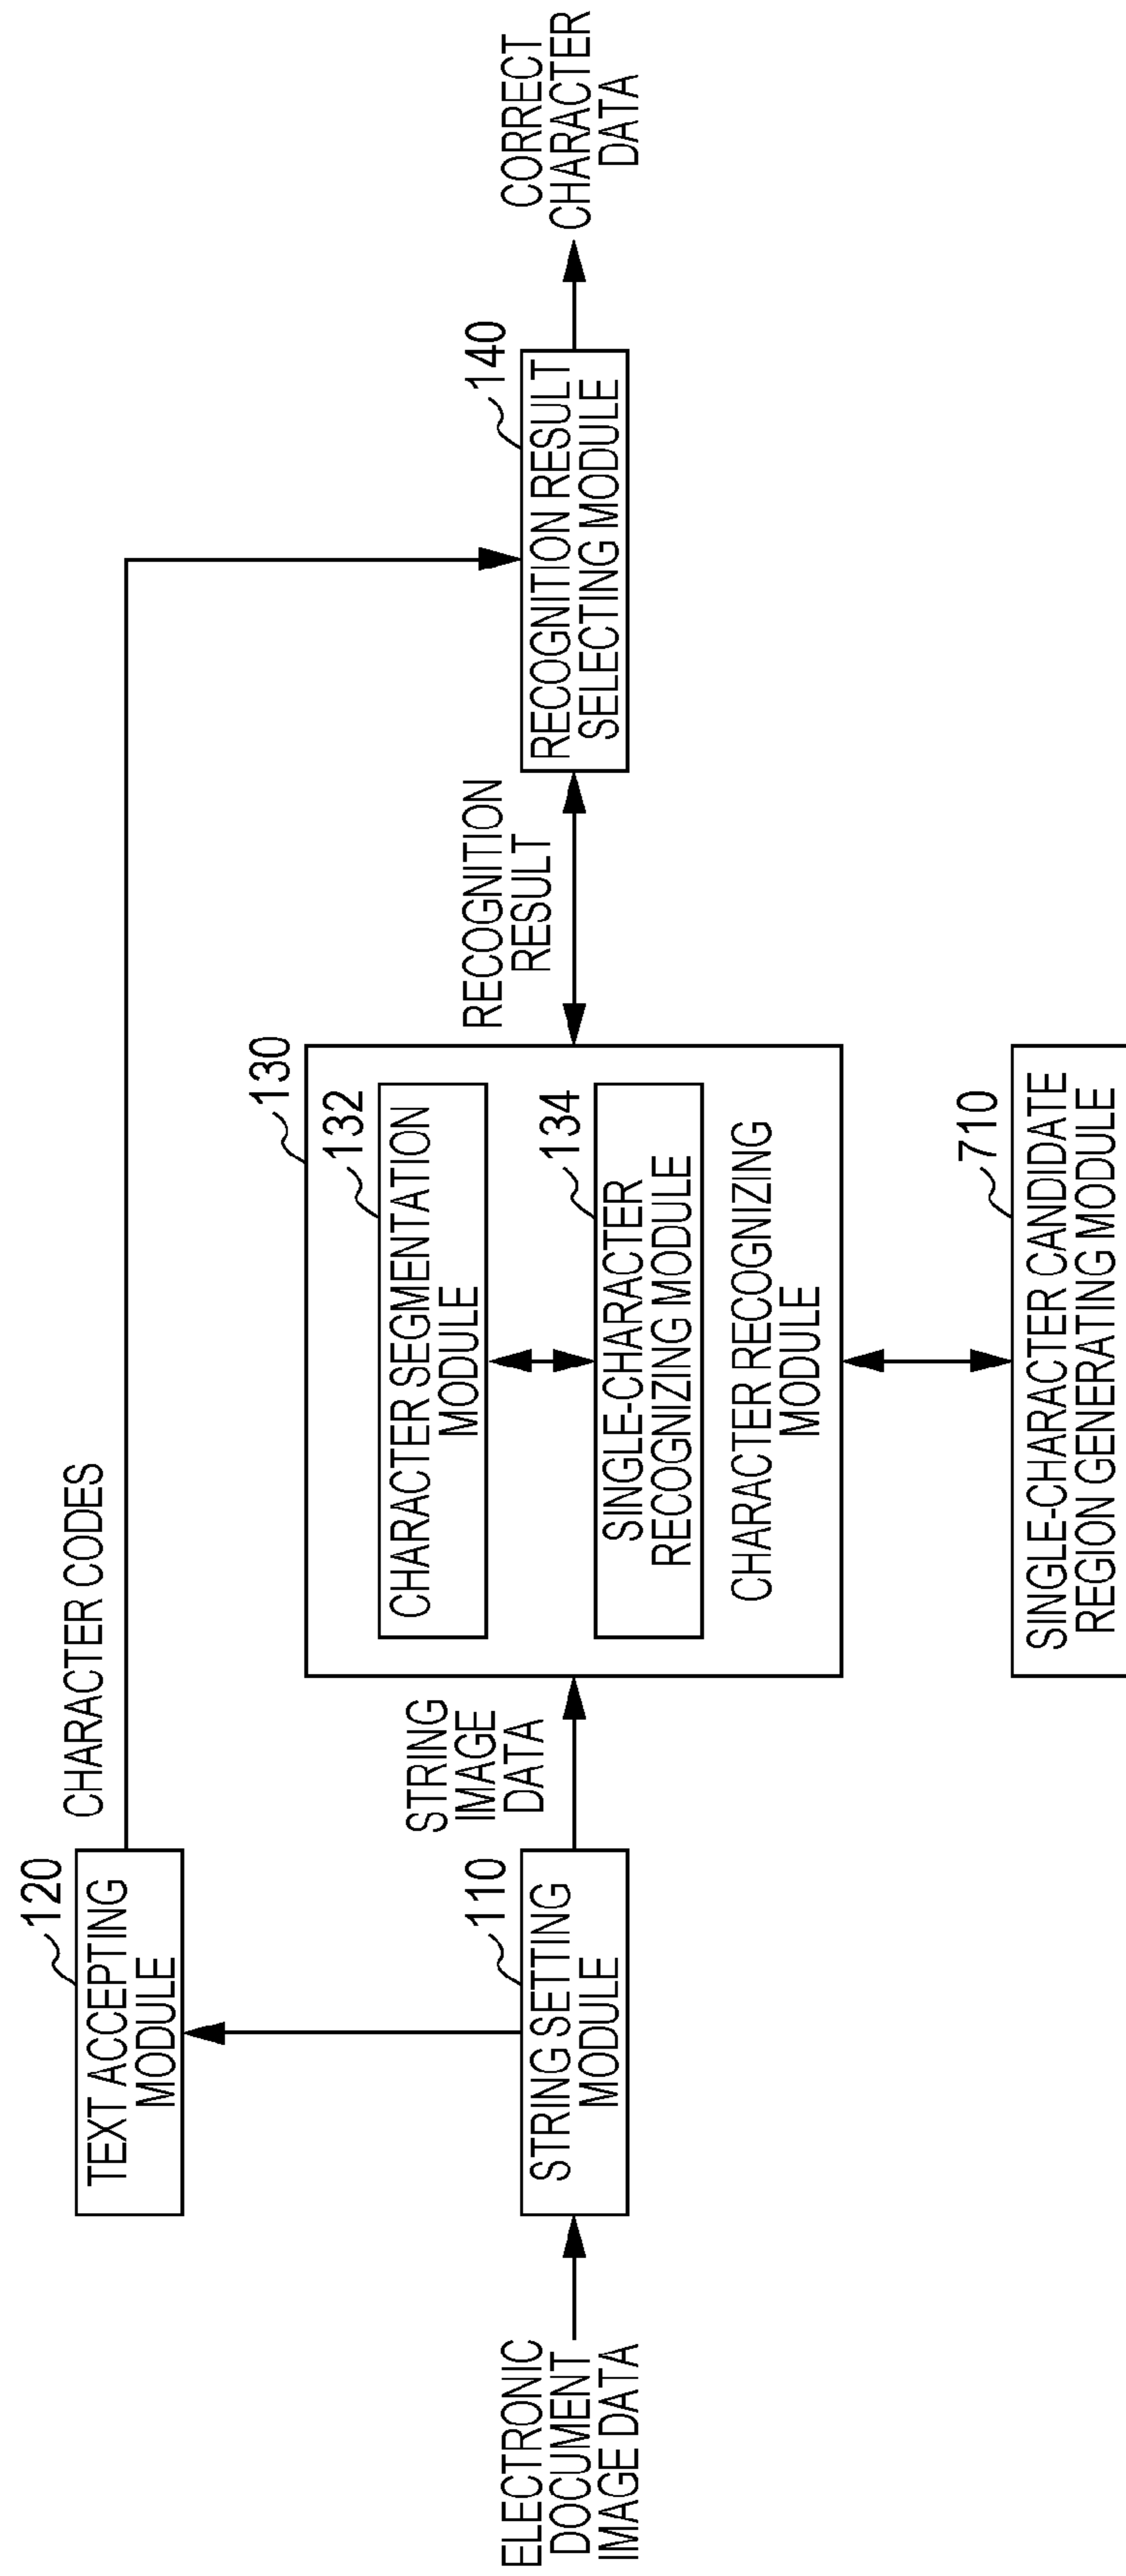 ELECTRONIC
DOCUMENT
IMAGE DATA
120
TEXT ACCEPTING
MODULE
110
STRING SETTING
MODULE
CHARACTER CODES
STRING
IMAGE
DATA
130
132
CHARACTER SEGMENTATION
MODULE
134
SINGLE-CHARACTER
RECOGNIZING MODULE
CHARACTER RECOGNIZING
MODULE
710
SINGLE-CHARACTER CANDIDATE
REGION GENERATING MODULE
RECOGNITION
RESULT
140
RECOGNITION RESULT
SELECTING MODULE
CORRECT
CHARACTER
DATA